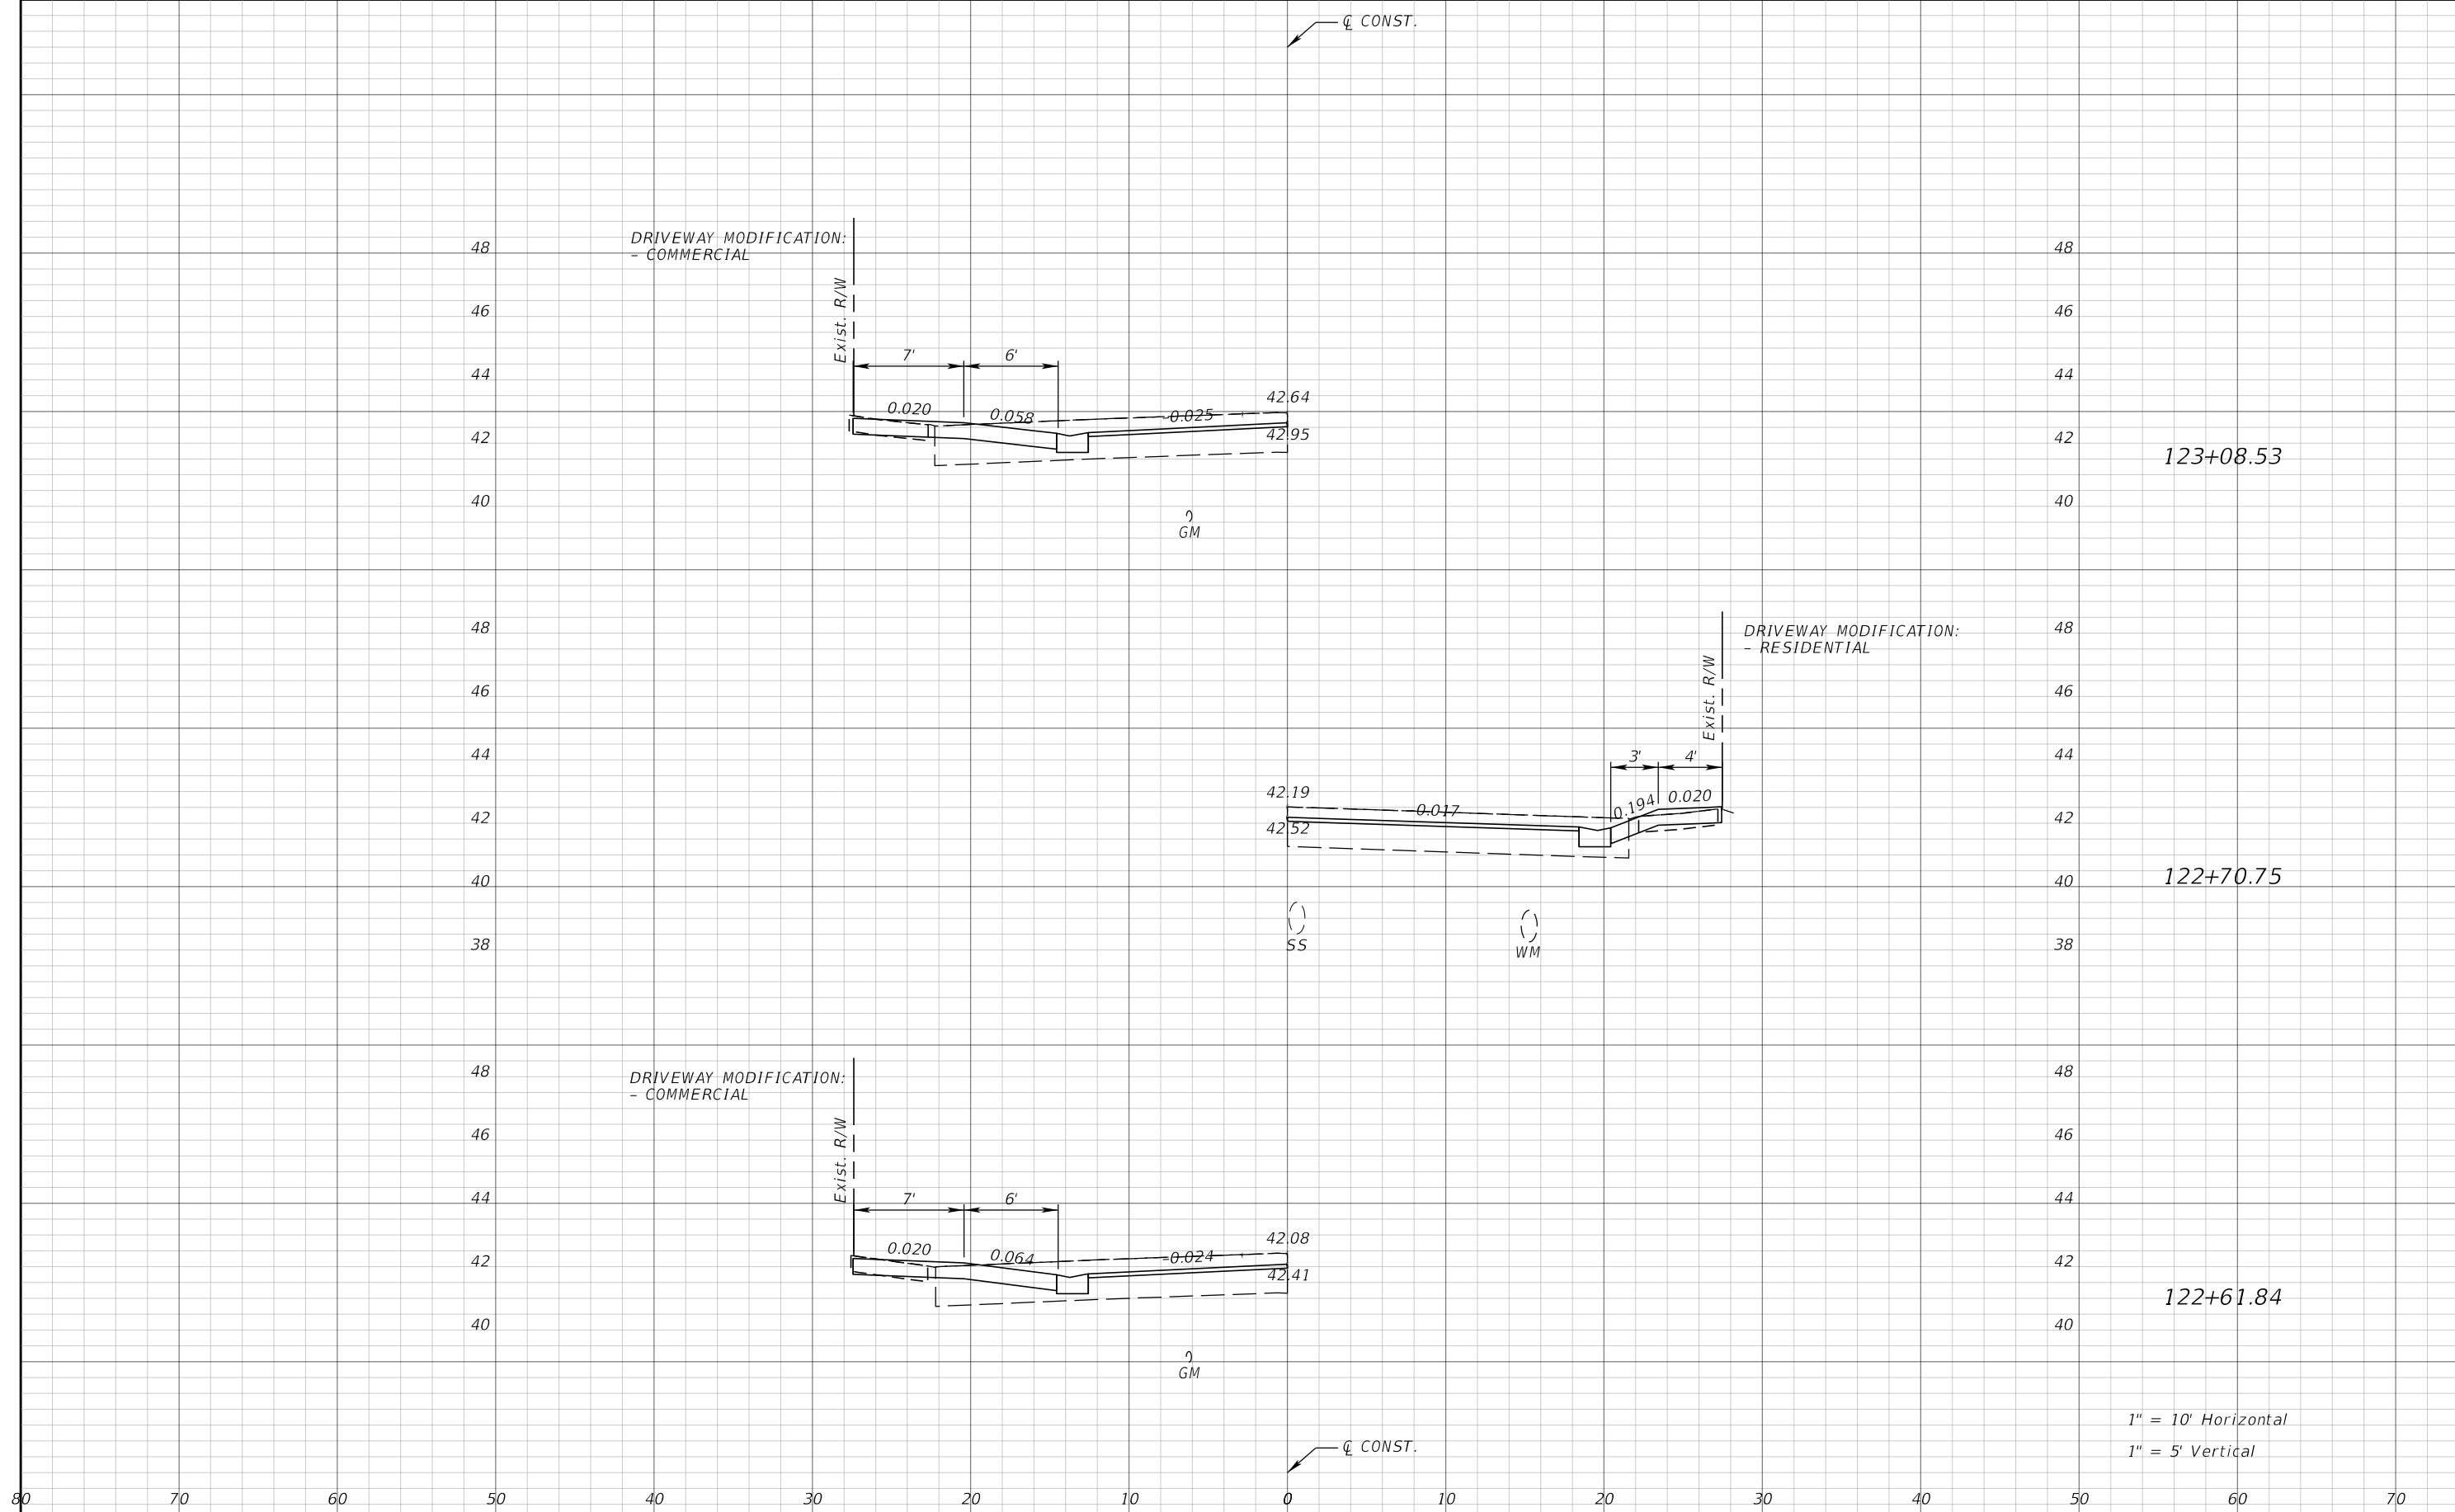 ℄ CONST.
DRIVEWAY MODIFICATION:
- COMMERCIAL
Exist. R/W
48 48
46 46
44 44
42 42
40 40
7' 6'
0.020 0.058 -0.025
42.64
42.95
123+08.53
GM
DRIVEWAY MODIFICATION:
- RESIDENTIAL
Exist. R/W
48 48
46 46
44 44
42 42
40 40
38 38
3' 4'
42.19
-0.017 0.194 0.020
42.52
122+70.75
SS WM
DRIVEWAY MODIFICATION:
- COMMERCIAL
Exist. R/W
48 48
46 46
44 44
42 42
40 40
7' 6'
0.020 0.064 -0.024
42.08
42.41
122+61.84
GM
1" = 10' Horizontal
1" = 5' Vertical
℄ CONST.
80 70 60 50 40 30 20 10 0 10 20 30 40 50 60 70